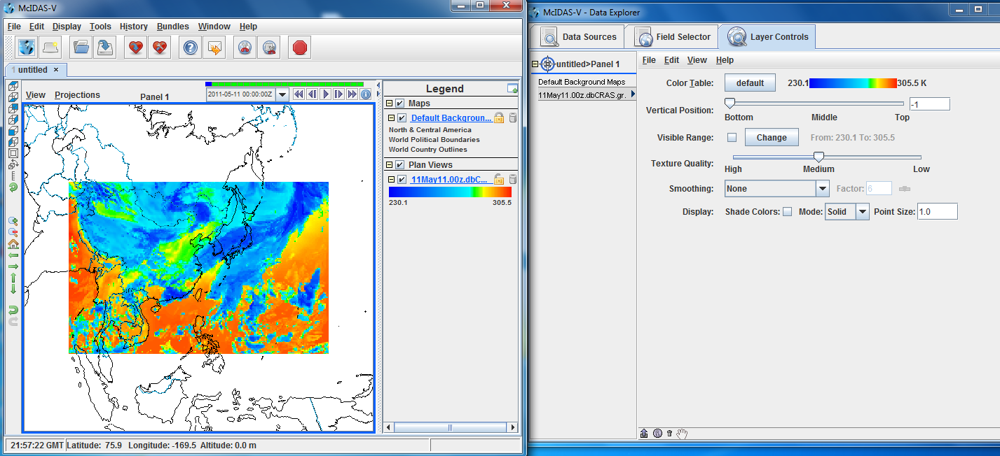 McIDAS-V
File Edit Display Tools History Bundles Window Help
1 untitled ×
View Projections Panel 1
2011-05-11 00:00:00Z
Legend
Maps
Default Backgroun...
North & Central America
World Political Boundaries
World Country Outlines
Plan Views
11May11.00z.dbC...
230.1 305.5
21:57:22 GMT Latitude: 75.9 Longitude: -169.5 Altitude: 0.0 m
McIDAS-V - Data Explorer
Data Sources Field Selector Layer Controls
untitled>Panel 1
Default Background Maps
11May11.00z.dbCRAS.gr.
File Edit View Help
Color Table: default 230.1 305.5 K
Vertical Position: -1
Bottom Middle Top
Visible Range: Change From: 230.1 To: 305.5
Texture Quality:
High Medium Low
Smoothing: None Factor: 6
Display: Shade Colors: Mode: Solid Point Size: 1.0